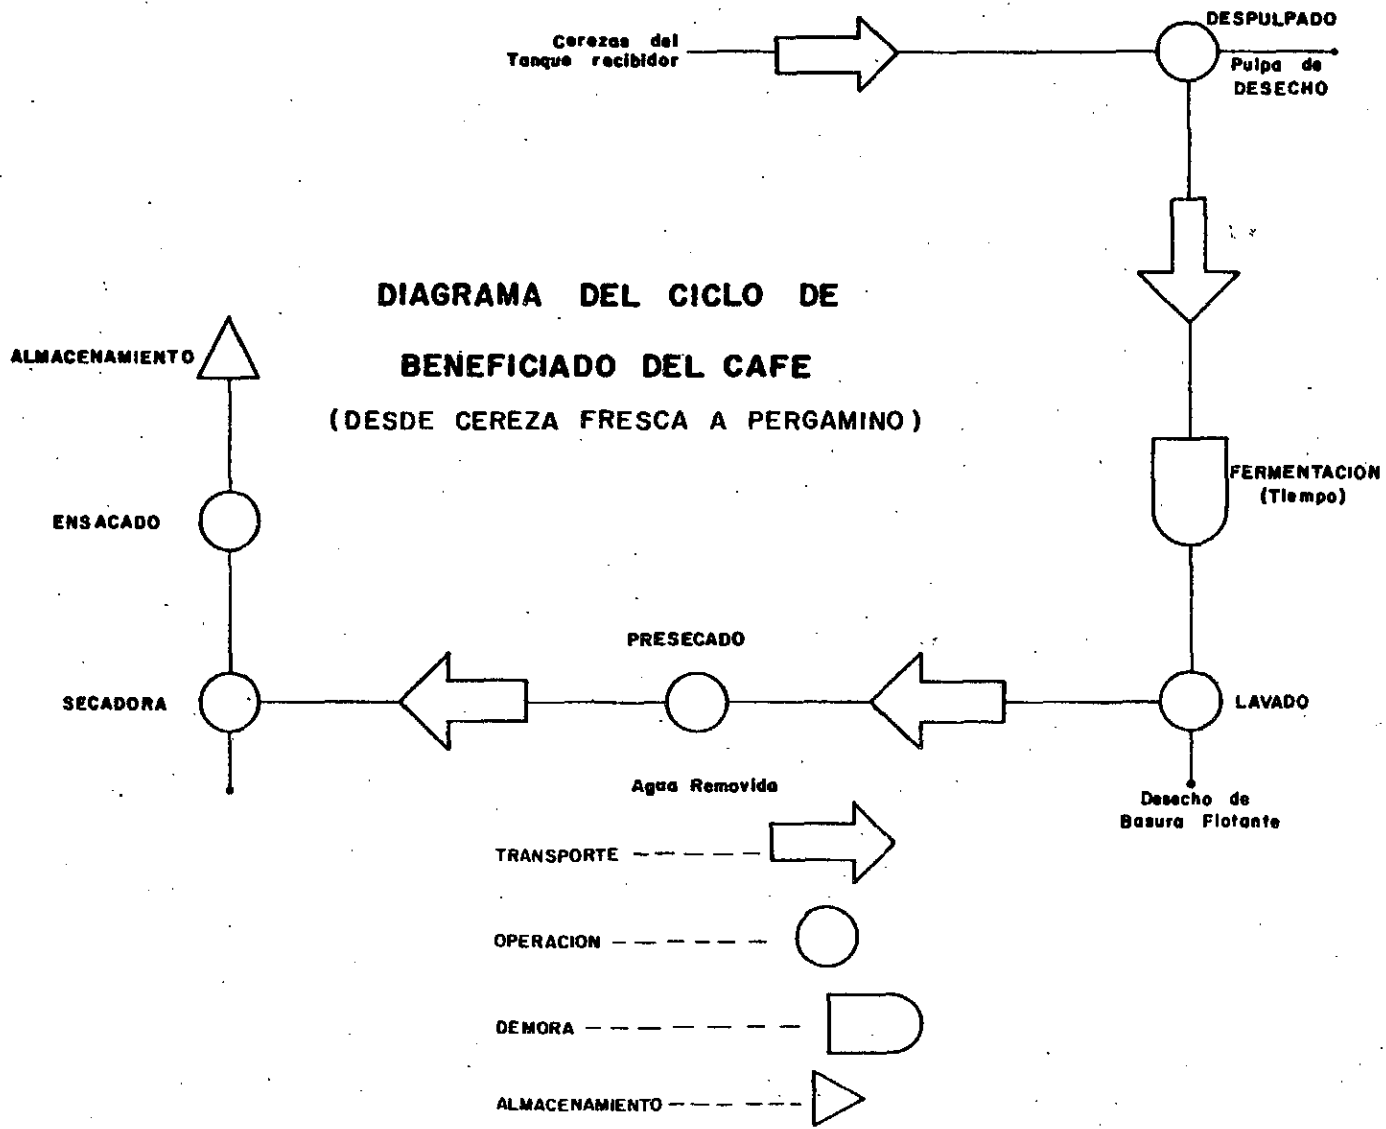 Cerezas del
Tanque recibidor
DESPULPADO
Pulpa de
DESECHO
DIAGRAMA DEL CICLO DE
BENEFICIADO DEL CAFE
(DESDE CEREZA FRESCA A PERGAMINO)
ALMACENAMIENTO
FERMENTACION
(Tiempo)
ENSACADO
PRESECADO
SECADORA
LAVADO
Agua Removida
Desecho de
Basura Flotante
TRANSPORTE
OPERACION
DEMORA
ALMACENAMIENTO